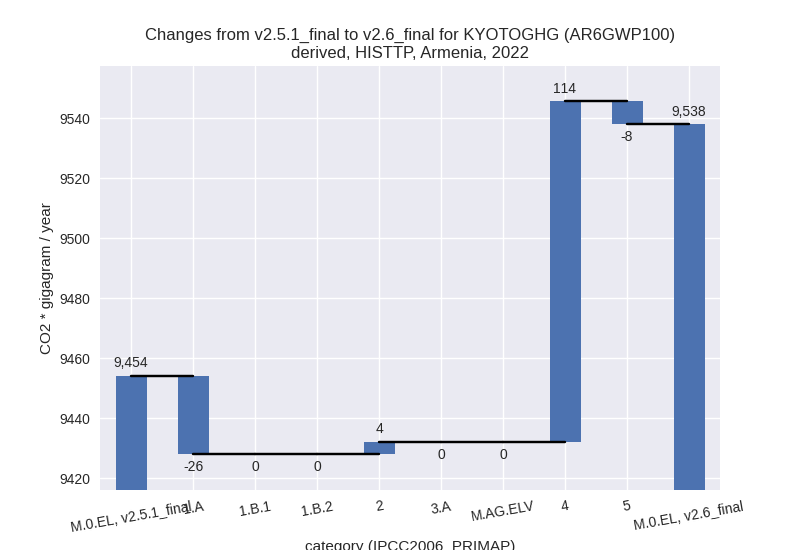 Changes from v2.5.1_final to v2.6_final for KYOTOGHG (AR6GWP100)
derived, HISTTP, Armenia, 2022
CO2 * gigagram / year
9540
9520
9500
9480
9460
9440
9420
9,454
-26
0
0
4
0
0
114
-8
9,538
M.0.EL, v2.5.1_final
1.A
1.B.1
1.B.2
2
3.A
M.AG.ELV
4
5
M.0.EL, v2.6_final
category (IPCC2006_PRIMAP)